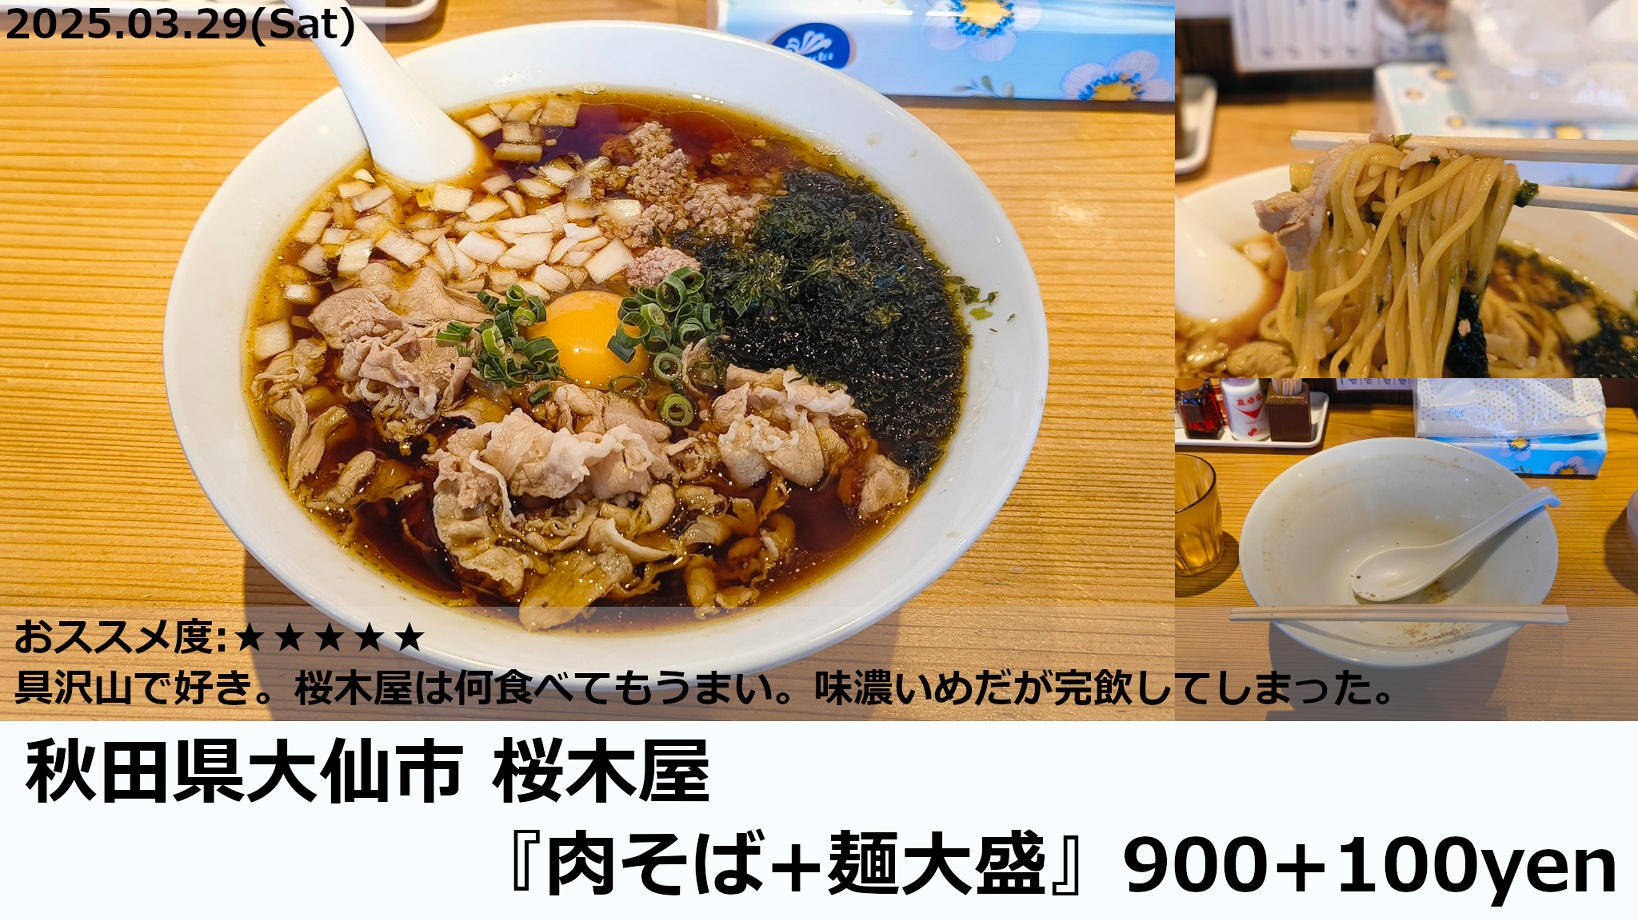 2025.03.29(Sat)
おススメ度:★★★★★
具沢山で好き。桜木屋は何食べてもうまい。味濃いめだが完飲してしまった。
秋田県大仙市 桜木屋
『肉そば+麺大盛』900+100yen